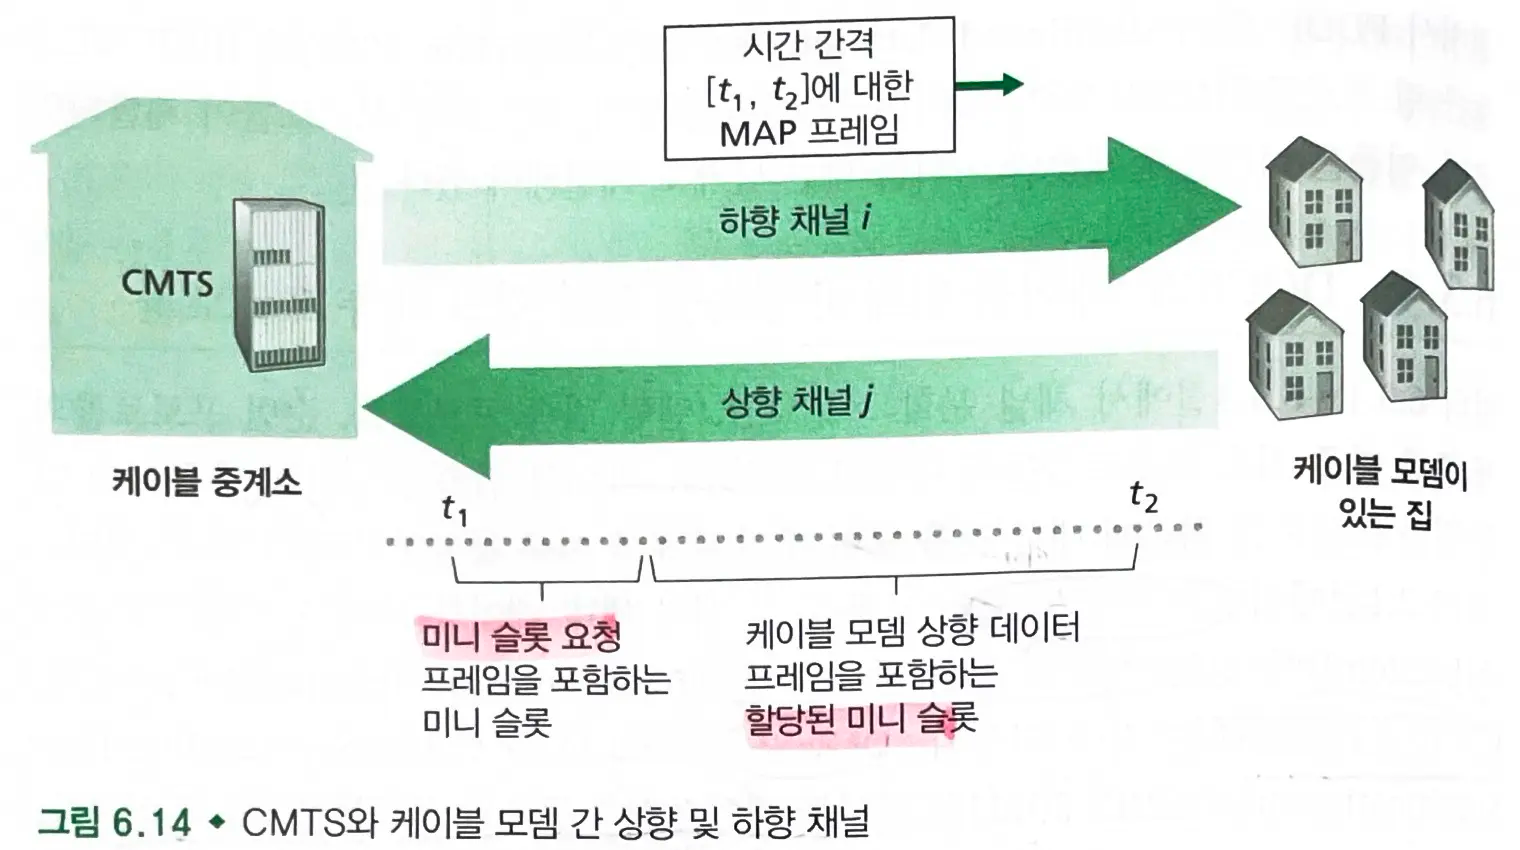 시간 간격
[t₁, t₂]에 대한
MAP 프레임
하향 채널 i
CMTS
상향 채널 j
케이블 중계소
케이블 모뎀이
있는 집
t₁
t₂
미니 슬롯 요청
프레임을 포함하는
미니 슬롯
케이블 모뎀 상향 데이터
프레임을 포함하는
할당된 미니 슬롯
그림 6.14 ◆ CMTS와 케이블 모뎀 간 상향 및 하향 채널